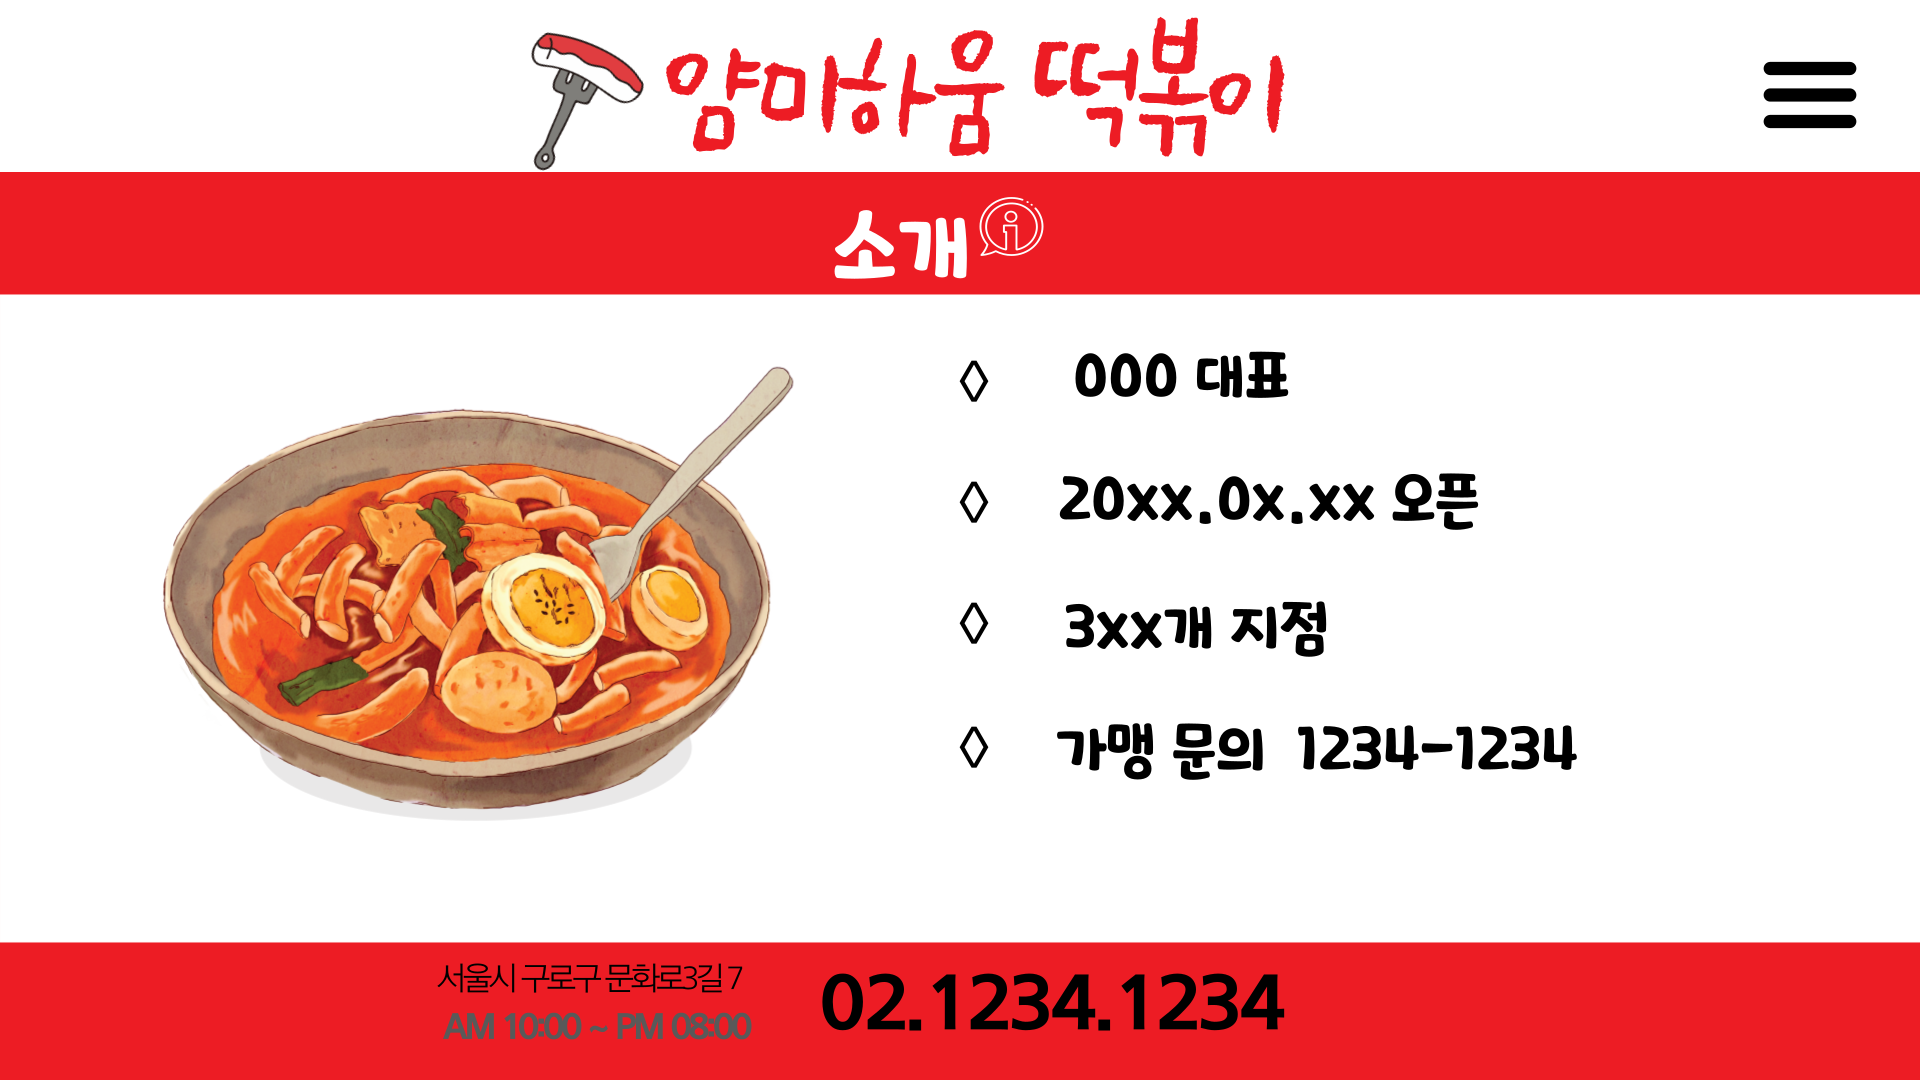 얌미하움 떡볶이
소개
000 대표
20xx.0x.xx 오픈
3xx개 지점
가맹 문의 1234-1234
서울시 구로구 문화로3길 7
AM 10:00 ~ PM 08:00
02.1234.1234